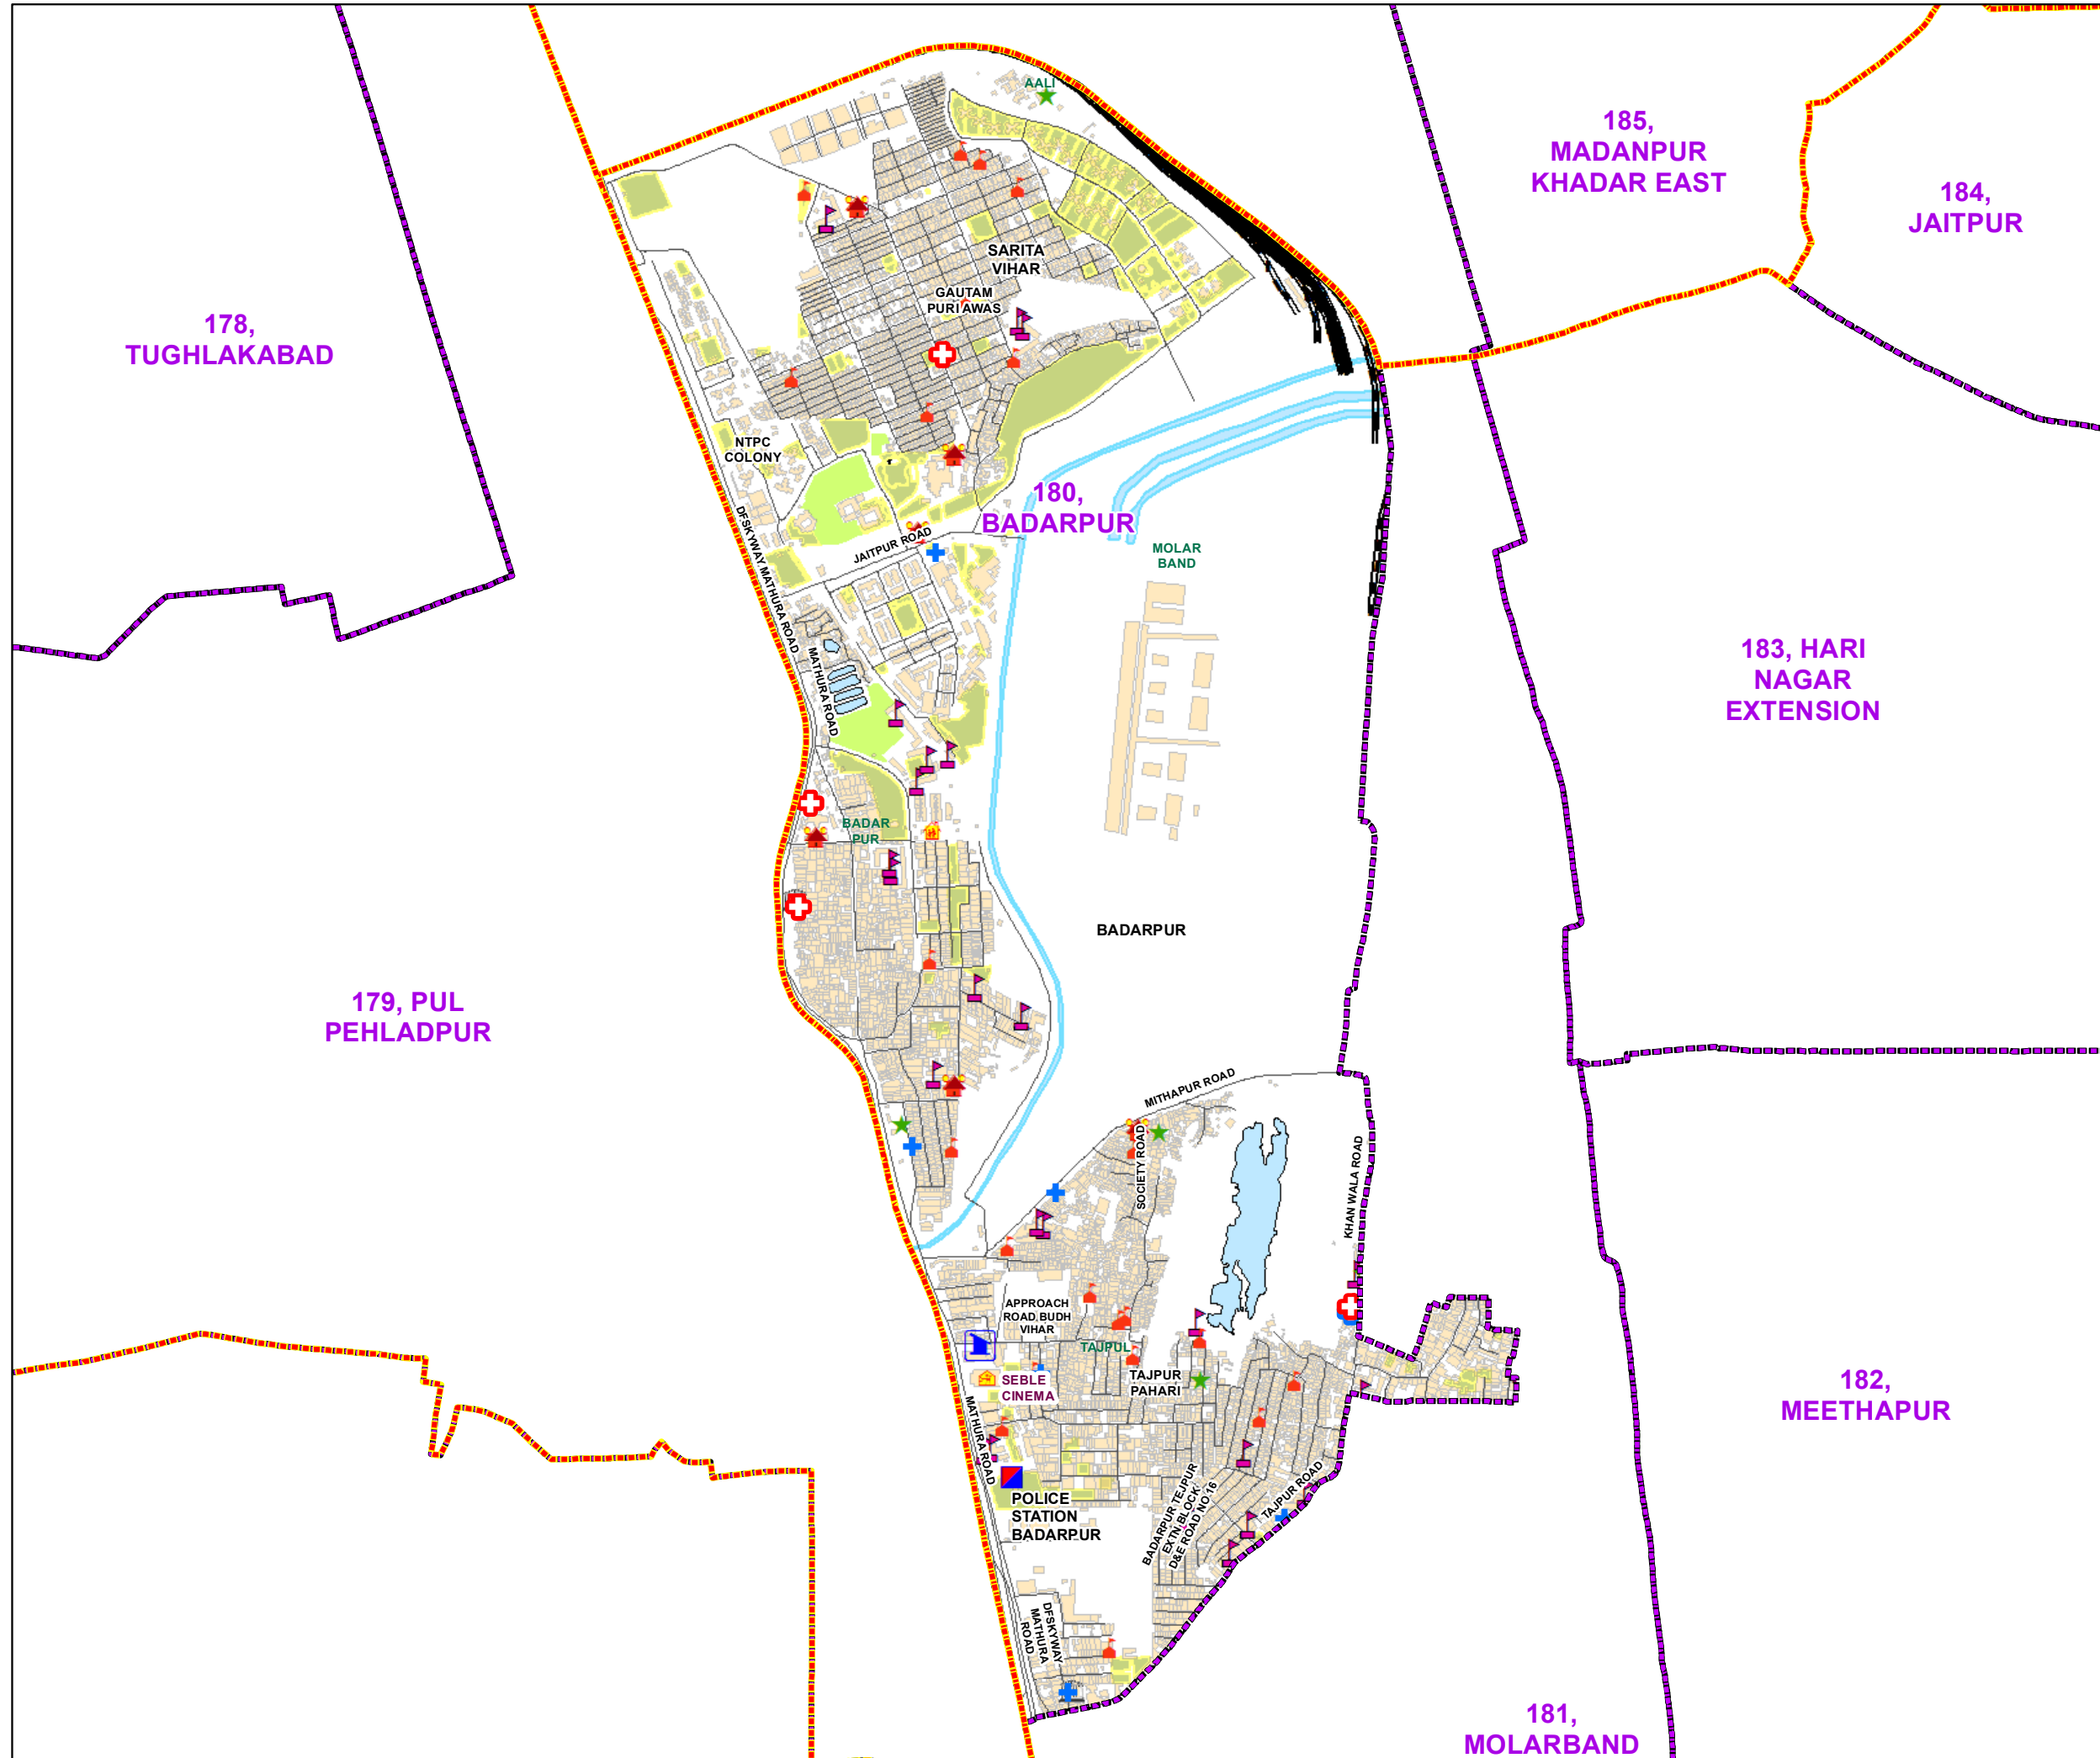 AALI
185,
MADANPUR
KHADAR EAST
184,
JAITPUR
SARITA
VIHAR
GAUTAM
PURI AWAS
178,
TUGHLAKABAD
NTPC
COLONY
180,
BADARPUR
DFSKYWAY MATHURA ROAD
JAITPUR ROAD
MOLAR
BAND
MATHURA ROAD
183, HARI
NAGAR
EXTENSION
BADAR
PUR
BADARPUR
179, PUL
PEHLADPUR
MITHAPUR ROAD
SOCIETY ROAD
KHAN WALA ROAD
APPROACH
ROAD BUDH
VIHAR
TAJPUL
SEBLE
CINEMA
TAJPUR
PAHARI
182,
MEETHAPUR
MATHURA ROAD
POLICE
STATION
BADARPUR
BADARPUR TEJPUR
EXTN BLOCK
D&E ROAD NO.16
TAJPUR ROAD
DFSKYWAY
MATHURA
ROAD
181,
MOLARBAND